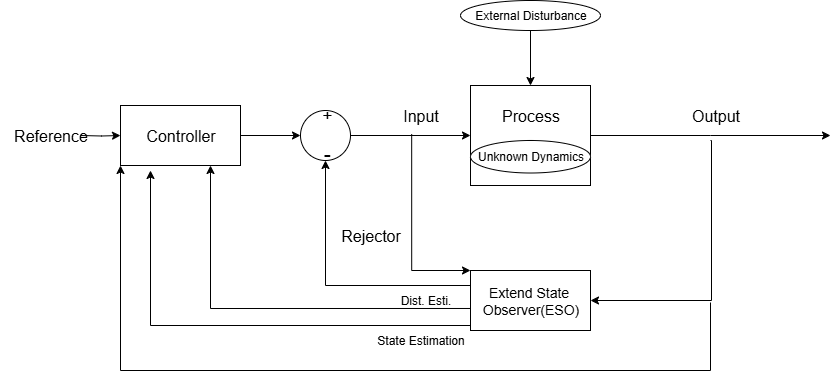 External Disturbance
Reference
Controller
+
-
Input
Process
Unknown Dynamics
Output
Rejector
Extend State
Observer(ESO)
Dist. Esti.
State Estimation